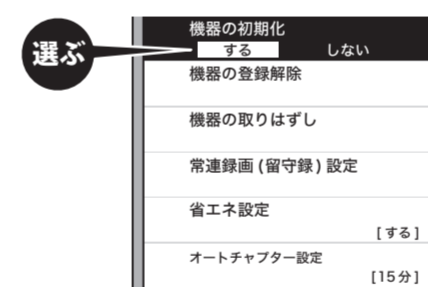 選ぶ
機器の初期化
する しない
機器の登録解除
機器の取りはずし
常連録画(留守録)設定
省エネ設定
[する]
オートチャプター設定
[15分]